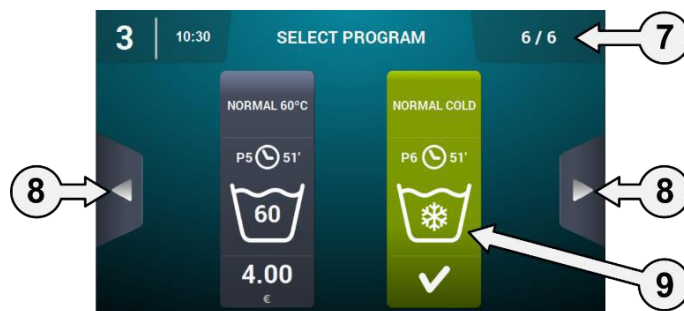 3 10:30 SELECT PROGRAM 6 / 6
7
NORMAL 60°C
NORMAL COLD
P5 51'
P6 51'
8
60
8
4.00
€
9